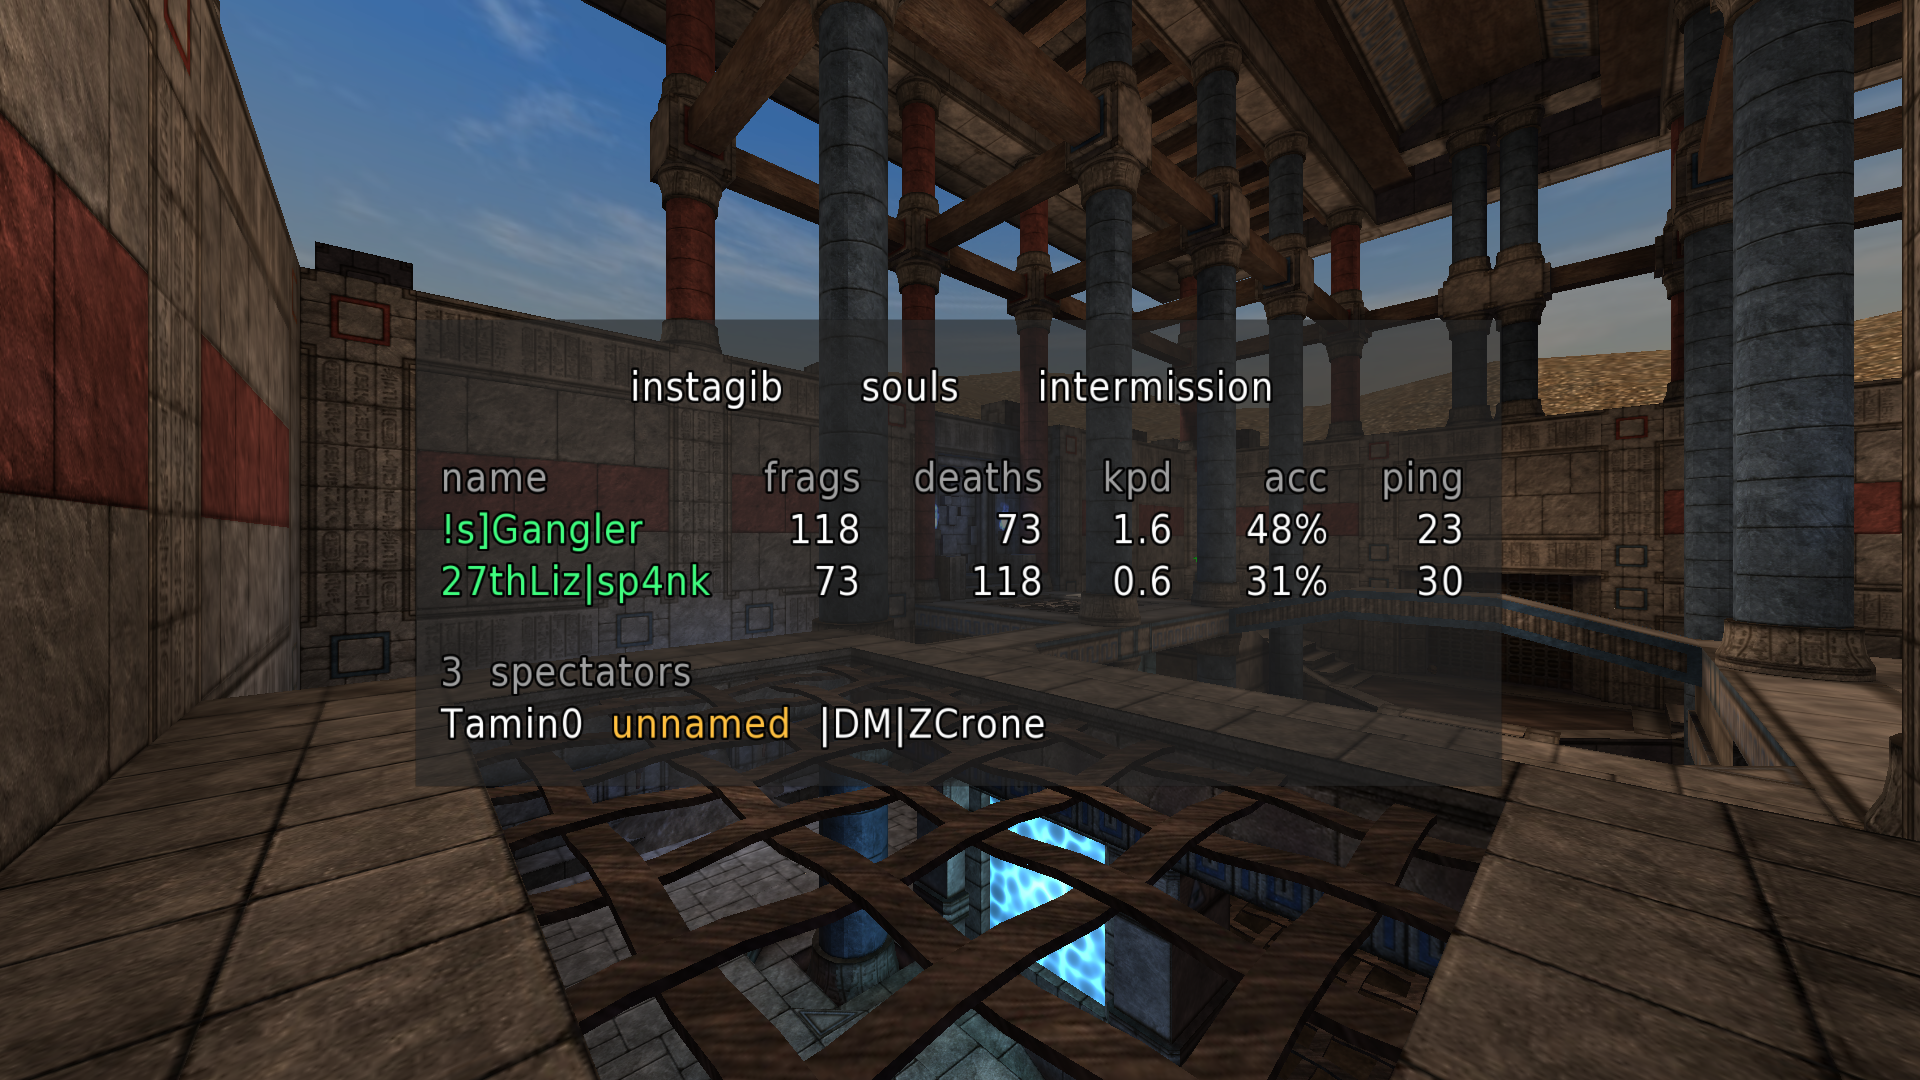 instagib souls intermission
name frags deaths kpd acc ping
!s]Gangler 118 73 1.6 48% 23
27thLiz|sp4nk 73 118 0.6 31% 30
3 spectators
Tamin0 unnamed |DM|ZCrone